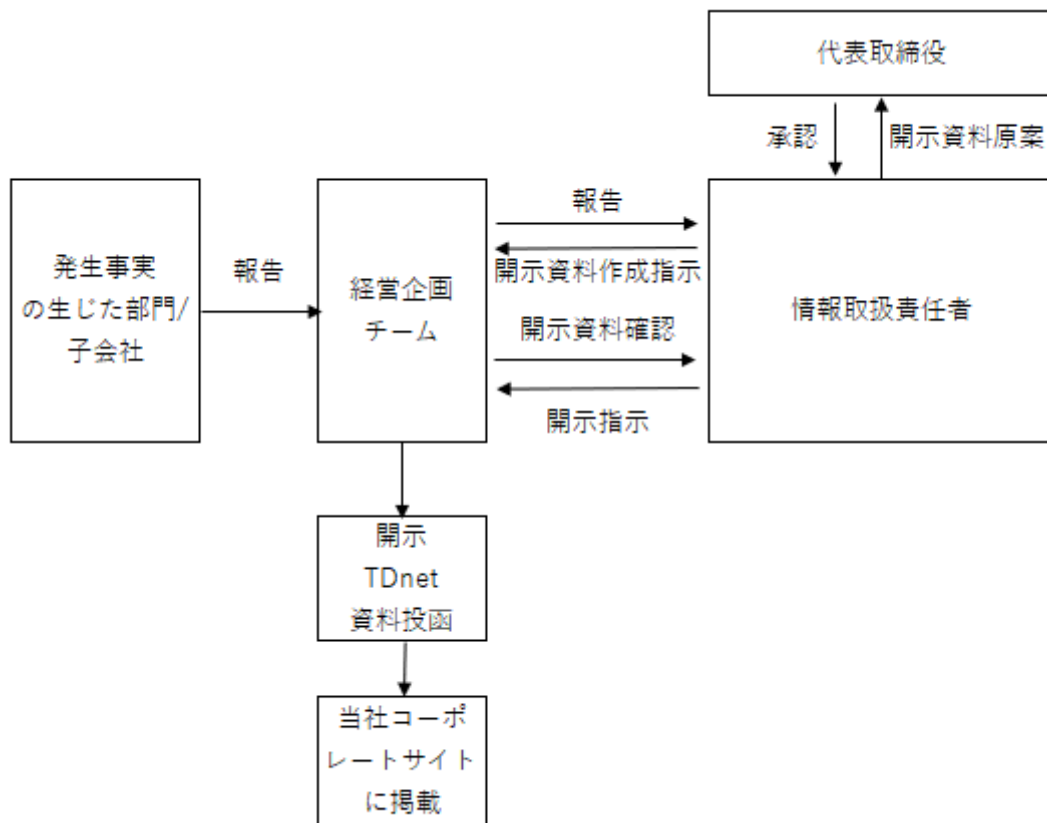 代表取締役
承認
開示資料原案
発生事実
の生じた部門/
子会社
報告
経営企画
チーム
報告
開示資料作成指示
開示資料確認
開示指示
情報取扱責任者
開示
TDnet
資料投函
当社コーポ
レートサイト
に掲載